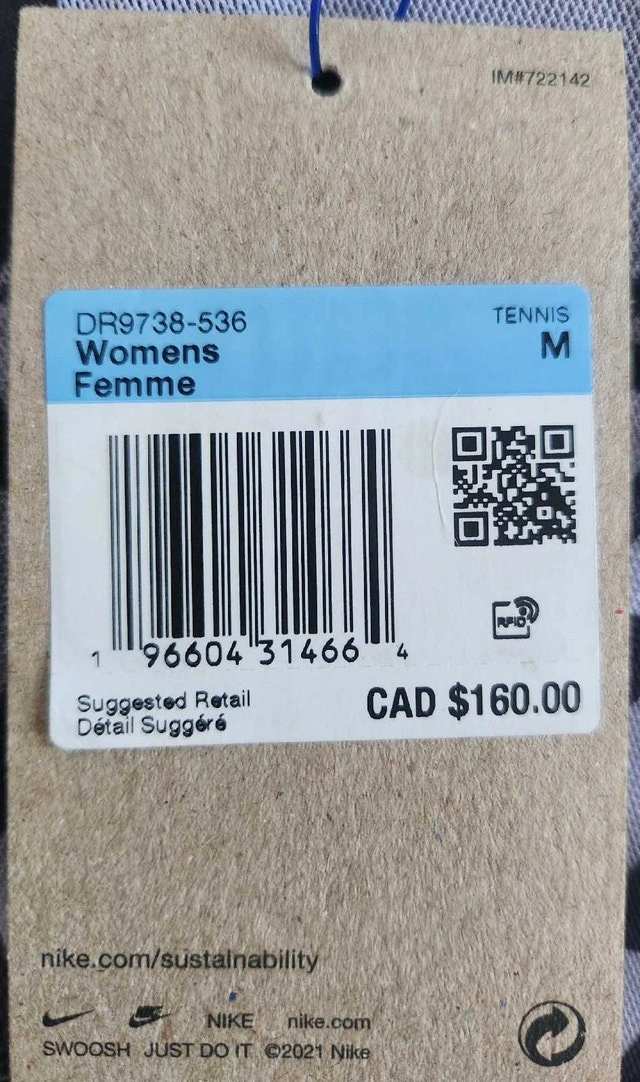 IM#722142
DR9738-536
TENNIS
Womens
M
Femme
RFID
1 96604 31466 4
Suggested Retail
CAD $160.00
Détail Suggéré
nike.com/sustainability
NIKE nike.com
SWOOSH JUST DO IT ©2021 Nike